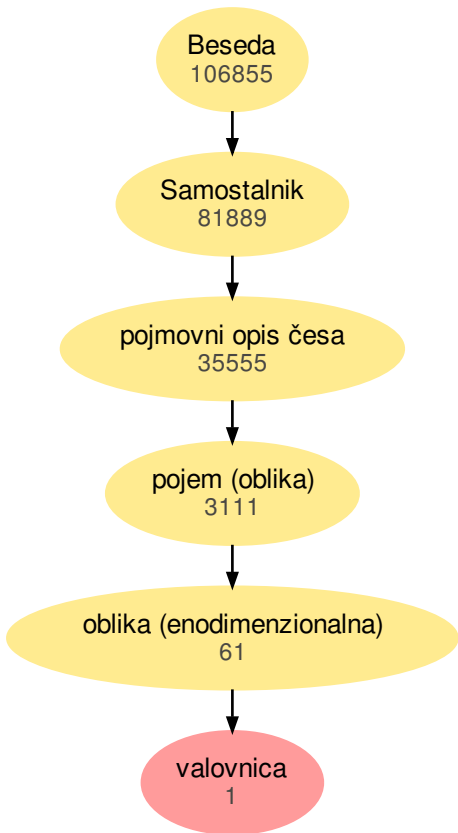 Beseda
106855
Samostalnik
81889
pojmovni opis česa
35555
pojem (oblika)
3111
oblika (enodimenzionalna)
61
valovnica
1